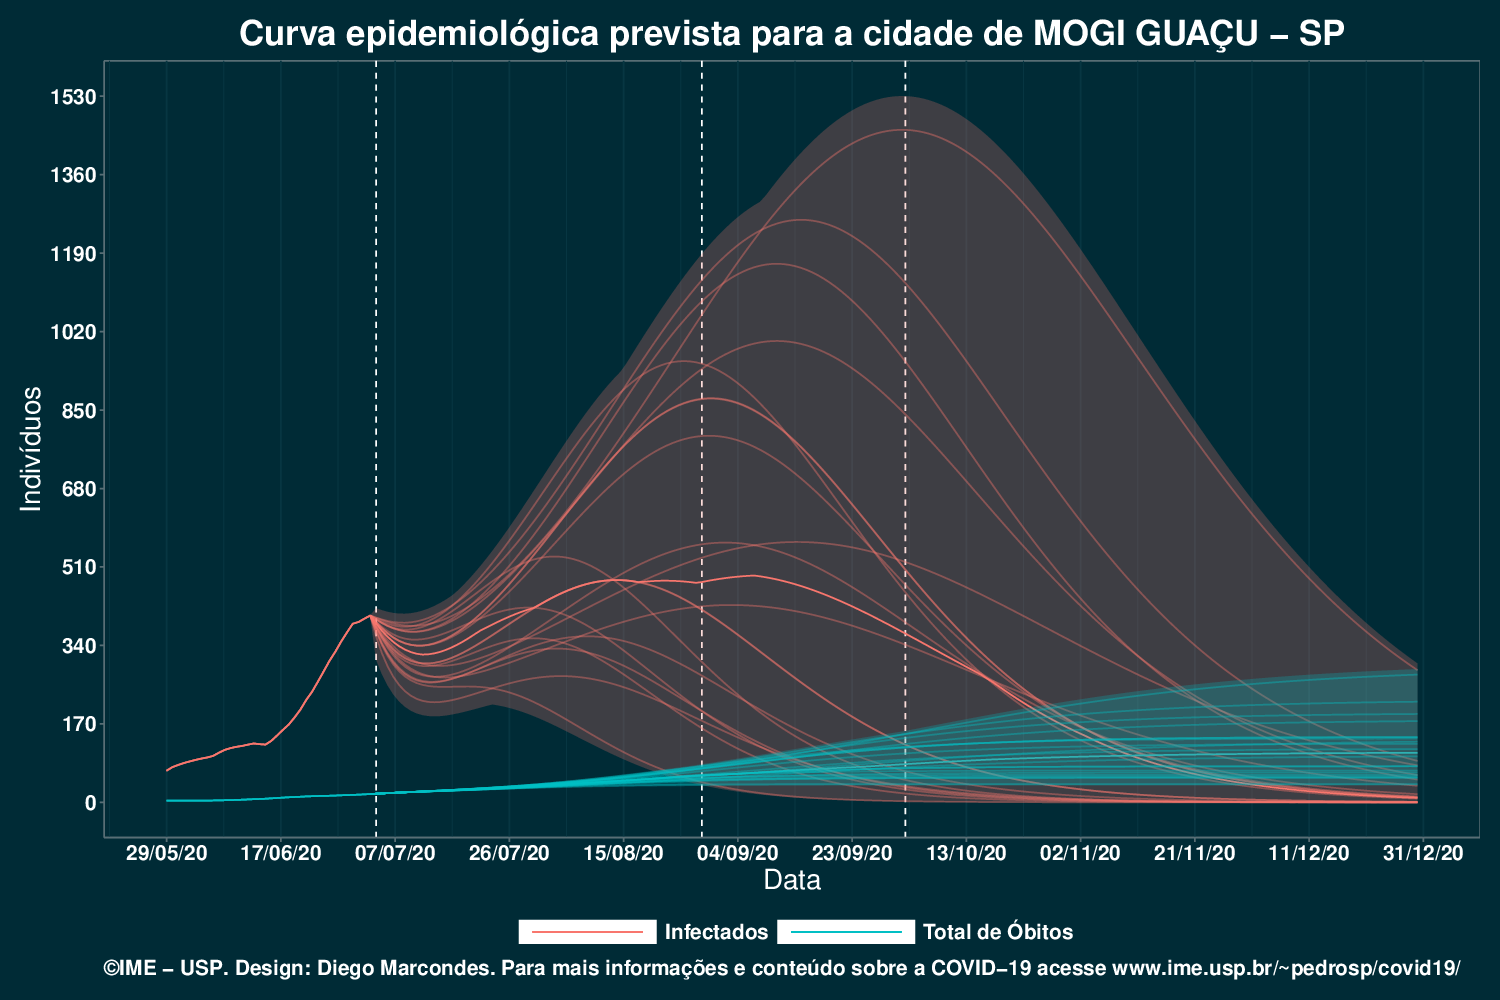 Curva epidemiológica prevista para a cidade de MOGI GUAÇU − SP
Indivíduos
1530
1360
1190
1020
850
680
510
340
170
0
29/05/20 17/06/20 07/07/20 26/07/20 15/08/20 04/09/20 23/09/20 13/10/20 02/11/20 21/11/20 11/12/20 31/12/20
Data
Infectados Total de Óbitos
©IME − USP. Design: Diego Marcondes. Para mais informações e conteúdo sobre a COVID−19 acesse www.ime.usp.br/~pedrosp/covid19/